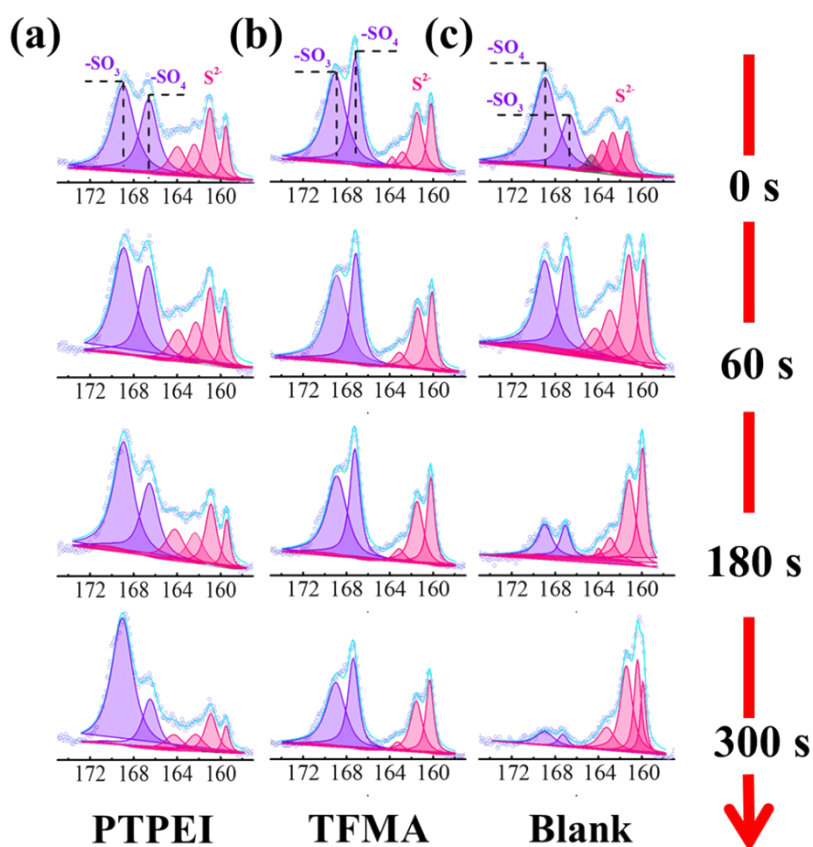 (a) (b) (c)
-SO₃ -SO₄ S²⁻
-SO₃ -SO₄ S²⁻
-SO₄ -SO₃ S²⁻
172 168 164 160 172 168 164 160 172 168 164 160
0 s
172 168 164 160 172 168 164 160 172 168 164 160
60 s
172 168 164 160 172 168 164 160 172 168 164 160
180 s
172 168 164 160 172 168 164 160 172 168 164 160
300 s
PTPEI TFMA Blank